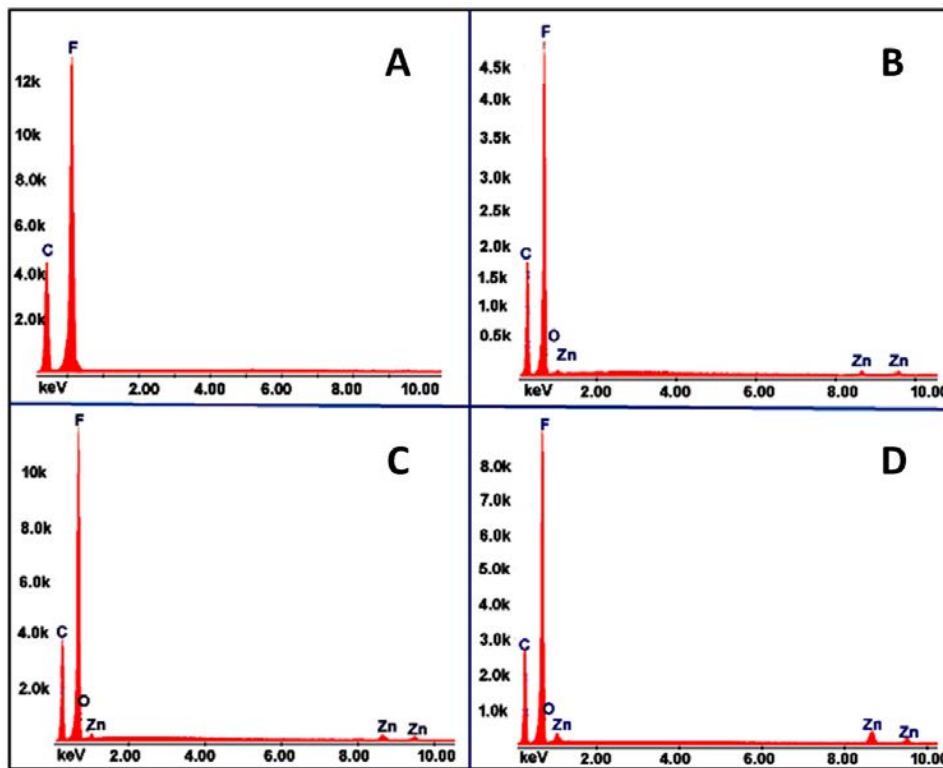 A
F
12k
10k
8.0k
6.0k
C
4.0k
2.0k
keV 2.00 4.00 6.00 8.00 10.00
B
F
4.5k
4.0k
3.5k
3.0k
2.5k
2.0k
C
1.5k
1.0k
0.5k
O
Zn Zn Zn
keV 2.00 4.00 6.00 8.00 10.00
C
F
10k
8.0k
6.0k
4.0k
C
2.0k
O
Zn Zn Zn
keV 2.00 4.00 6.00 8.00 10.00
D
F
8.0k
7.0k
6.0k
5.0k
4.0k
3.0k
C
2.0k
1.0k
O
Zn Zn Zn
keV 2.00 4.00 6.00 8.00 10.0